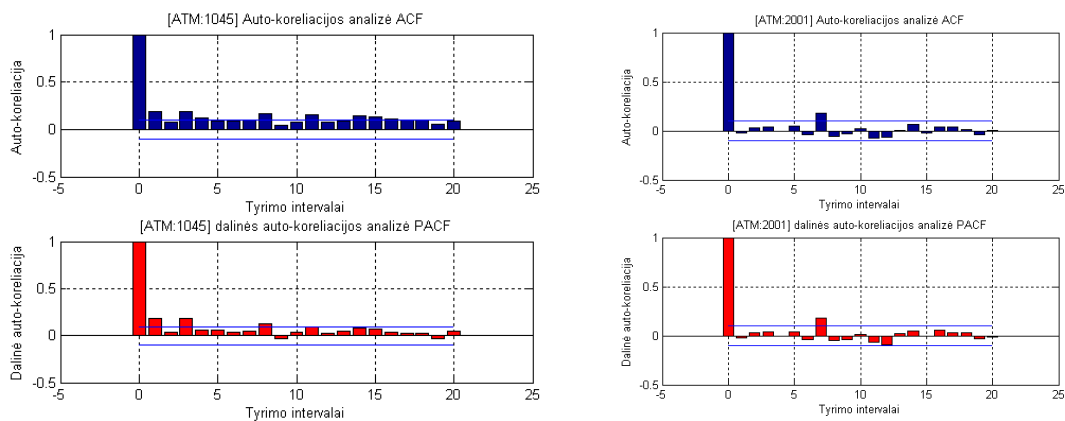 [ATM:1045] Auto-koreliacijos analizė ACF
1
0.5
0
-0.5
Auto-koreliacija
-5 0 5 10 15 20 25
Tyrimo intervalai
[ATM:1045] dalinės auto-koreliacijos analizė PACF
1
0.5
0
-0.5
Dalinė auto-koreliacija
-5 0 5 10 15 20 25
Tyrimo intervalai
[ATM:2001] Auto-koreliacijos analizė ACF
1
0.5
0
-0.5
Auto-koreliacija
-5 0 5 10 15 20 25
Tyrimo intervalai
[ATM:2001] dalinės auto-koreliacijos analizė PACF
1
0.5
0
-0.5
Dalinė auto-koreliacija
-5 0 5 10 15 20 25
Tyrimo intervalai